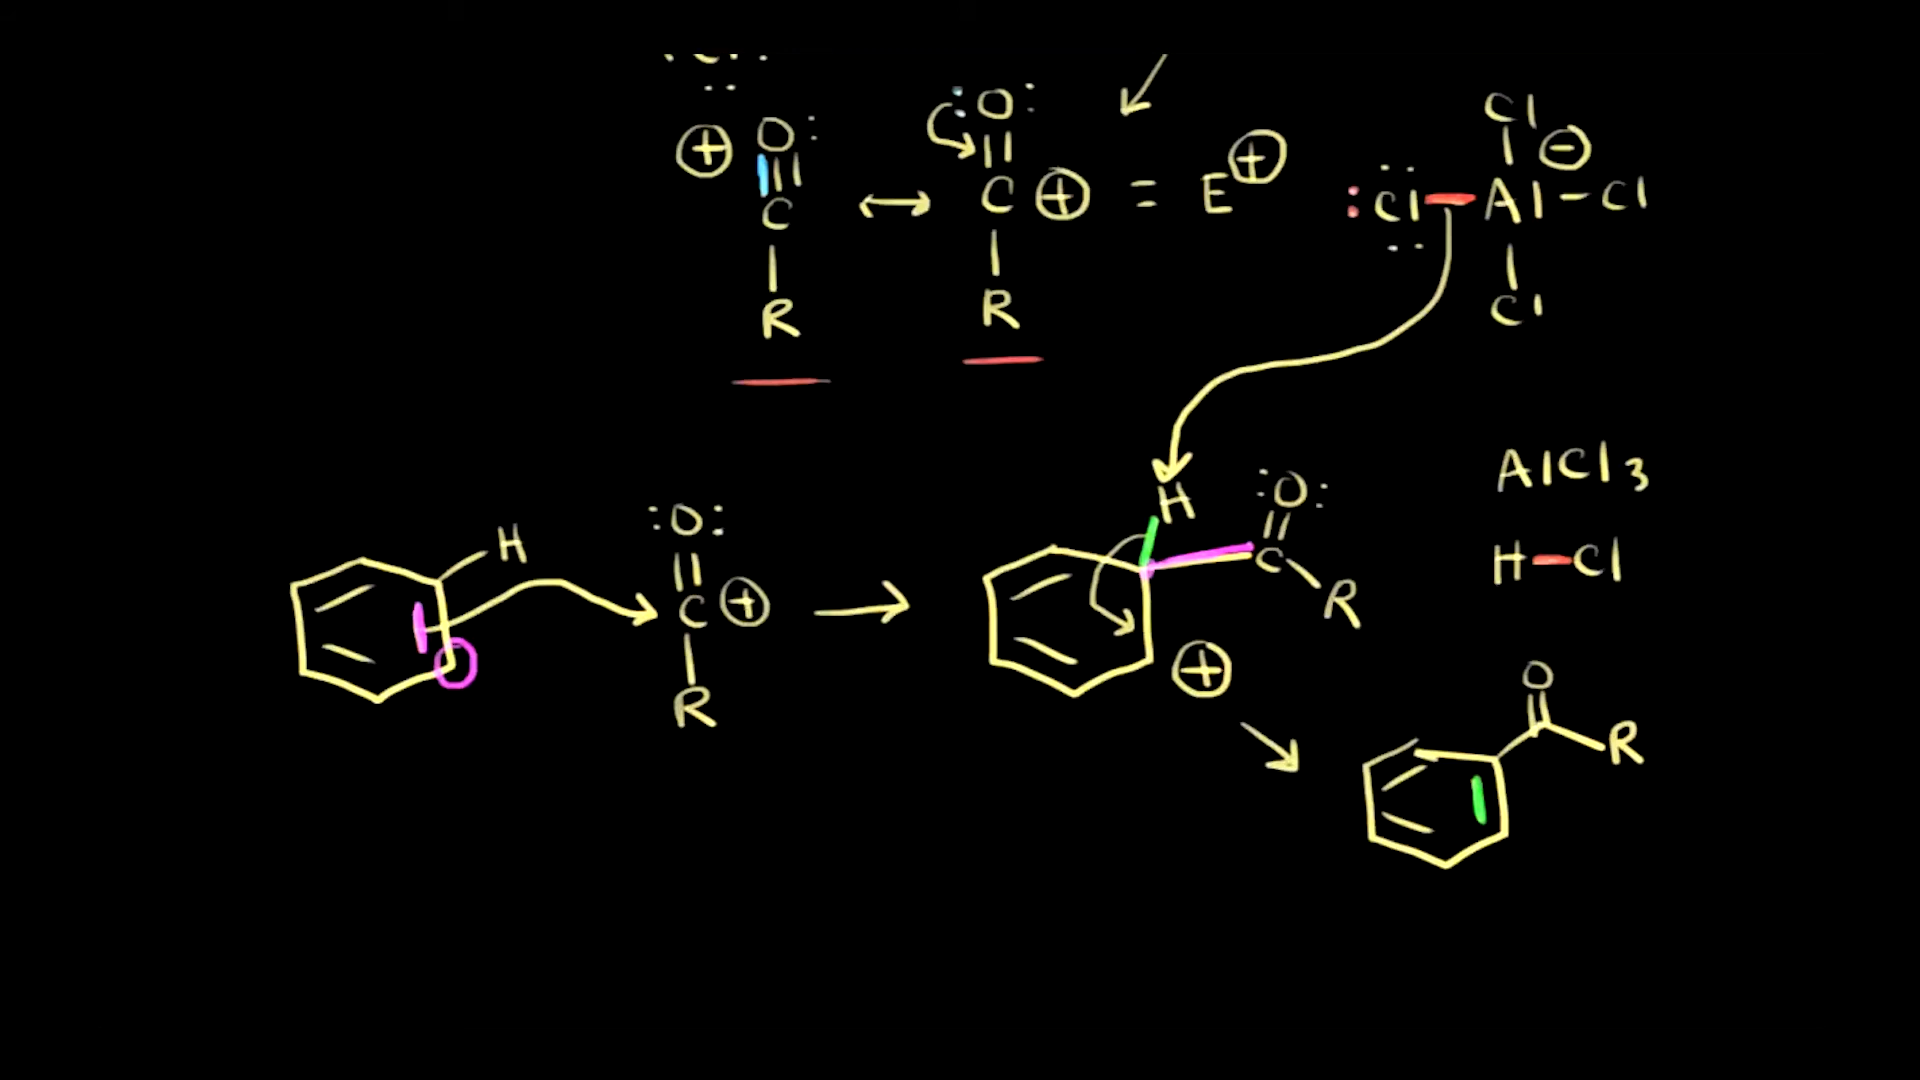 :O: Cl
⊕ O: ⊖
C ↔ C ⊕ = E⊕ :Cl-Al-Cl
R R Cl
AlCl3
H :O: H :O: H-Cl
C ⊕ → C
R R
⊕
O
R